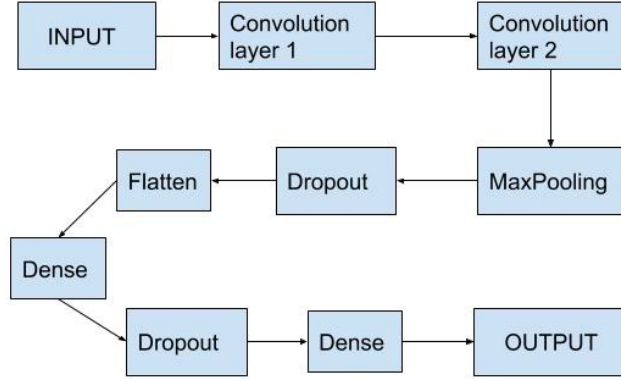 INPUT
Convolution
layer 1
Convolution
layer 2
MaxPooling
Dropout
Flatten
Dense
Dropout
Dense
OUTPUT